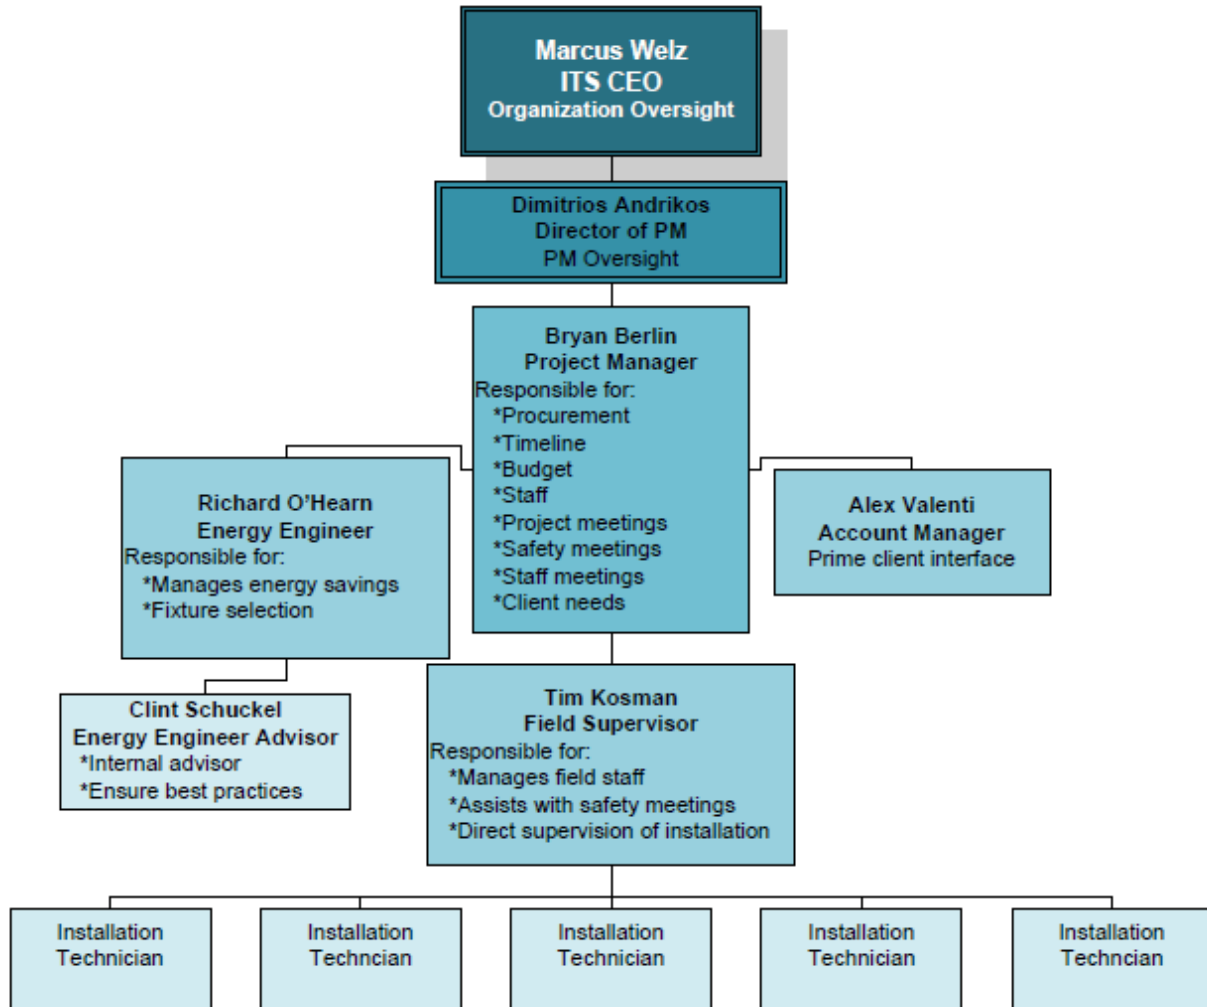 Marcus Welz
ITS CEO
Organization Oversight
Dimitrios Andrikos
Director of PM
PM Oversight
Bryan Berlin
Project Manager
Responsible for:
*Procurement
*Timeline
*Budget
*Staff
*Project meetings
*Safety meetings
*Staff meetings
*Client needs
Richard O'Hearn
Energy Engineer
Responsible for:
*Manages energy savings
*Fixture selection
Alex Valenti
Account Manager
Prime client interface
Clint Schuckel
Energy Engineer Advisor
*Internal advisor
*Ensure best practices
Tim Kosman
Field Supervisor
Responsible for:
*Manages field staff
*Assists with safety meetings
*Direct supervision of installation
Installation
Technician
Installation
Techncian
Installation
Technician
Installation
Technician
Installation
Techncian